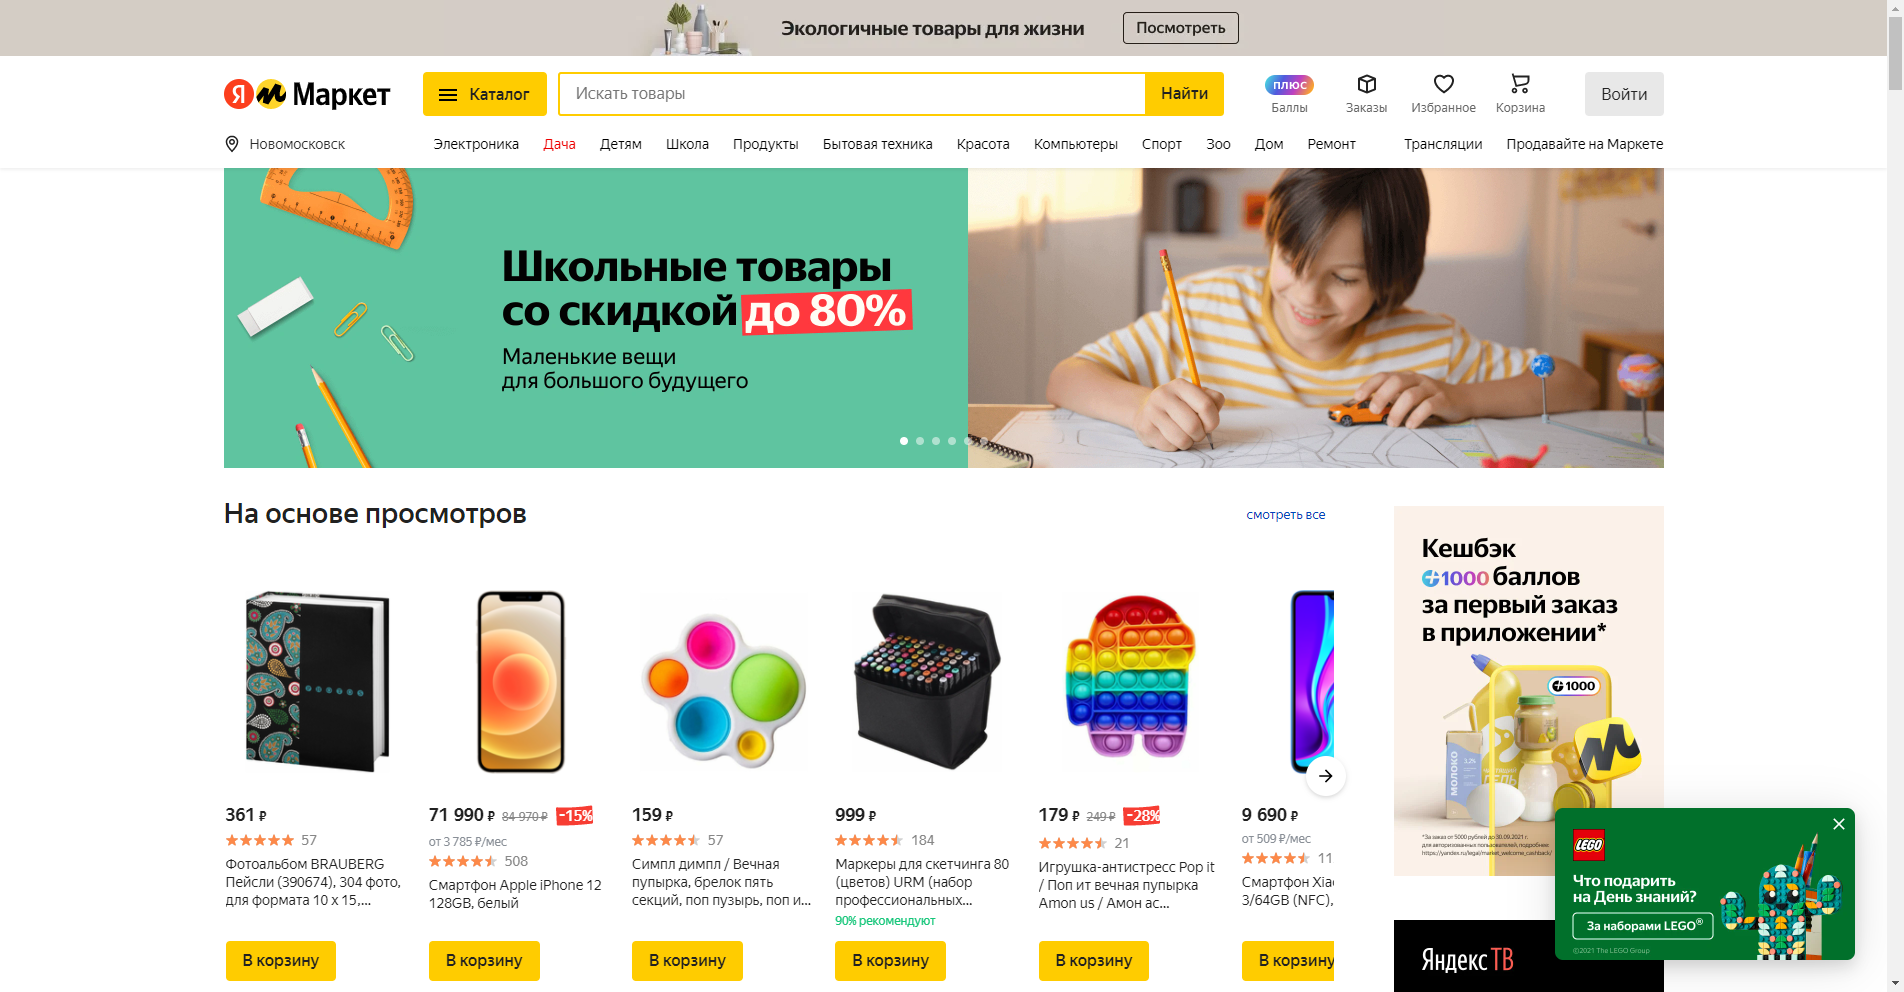 Экологичные товары для жизни
Посмотреть
Я Маркет
Каталог
Искать товары
Найти
плюс
Баллы
Заказы
Избранное
Корзина
Войти
Новомосковск
Электроника
Дача
Детям
Школа
Продукты
Бытовая техника
Красота
Компьютеры
Спорт
Зоо
Дом
Ремонт
Трансляции
Продавайте на Маркете
Школьные товары
со скидкой до 80%
Маленькие вещи
для большого будущего
На основе просмотров
смотреть все
361 ₽
57
Фотоальбом BRAUBERG
Пейсли (390674), 304 фото,
для формата 10 х 15,...
В корзину
71 990 ₽ 84 970 ₽ -15%
от 3 785 ₽/мес
508
Смартфон Apple iPhone 12
128GB, белый
В корзину
159 ₽
57
Симпл димпл / Вечная
пупырка, брелок пять
секций, поп пузырь, поп и...
В корзину
999 ₽
184
Маркеры для скетчинга 80
(цветов) URM (набор
профессиональных...
90% рекомендуют
В корзину
179 ₽ 249 ₽ -28%
21
Игрушка-антистресс Pop it
/ Поп ит вечная пупырка
Amon us / Амон ас...
В корзину
9 690 ₽
от 509 ₽/мес
11
Смартфон Xia
3/64GB (NFC),
В корзину
Кешбэк
1000 баллов
за первый заказ
в приложении*
1000
МОЛОКО
3,2%
*За заказ от 5000 рублей до 30.09.2021 г.
для авторизованных пользователей, подробнее:
https://yandex.ru/legal/market_welcome_cashback/
LEGO
Что подарить
на День знаний?
За наборами LEGO®
©2021 The LEGO Group
Яндекс ТВ